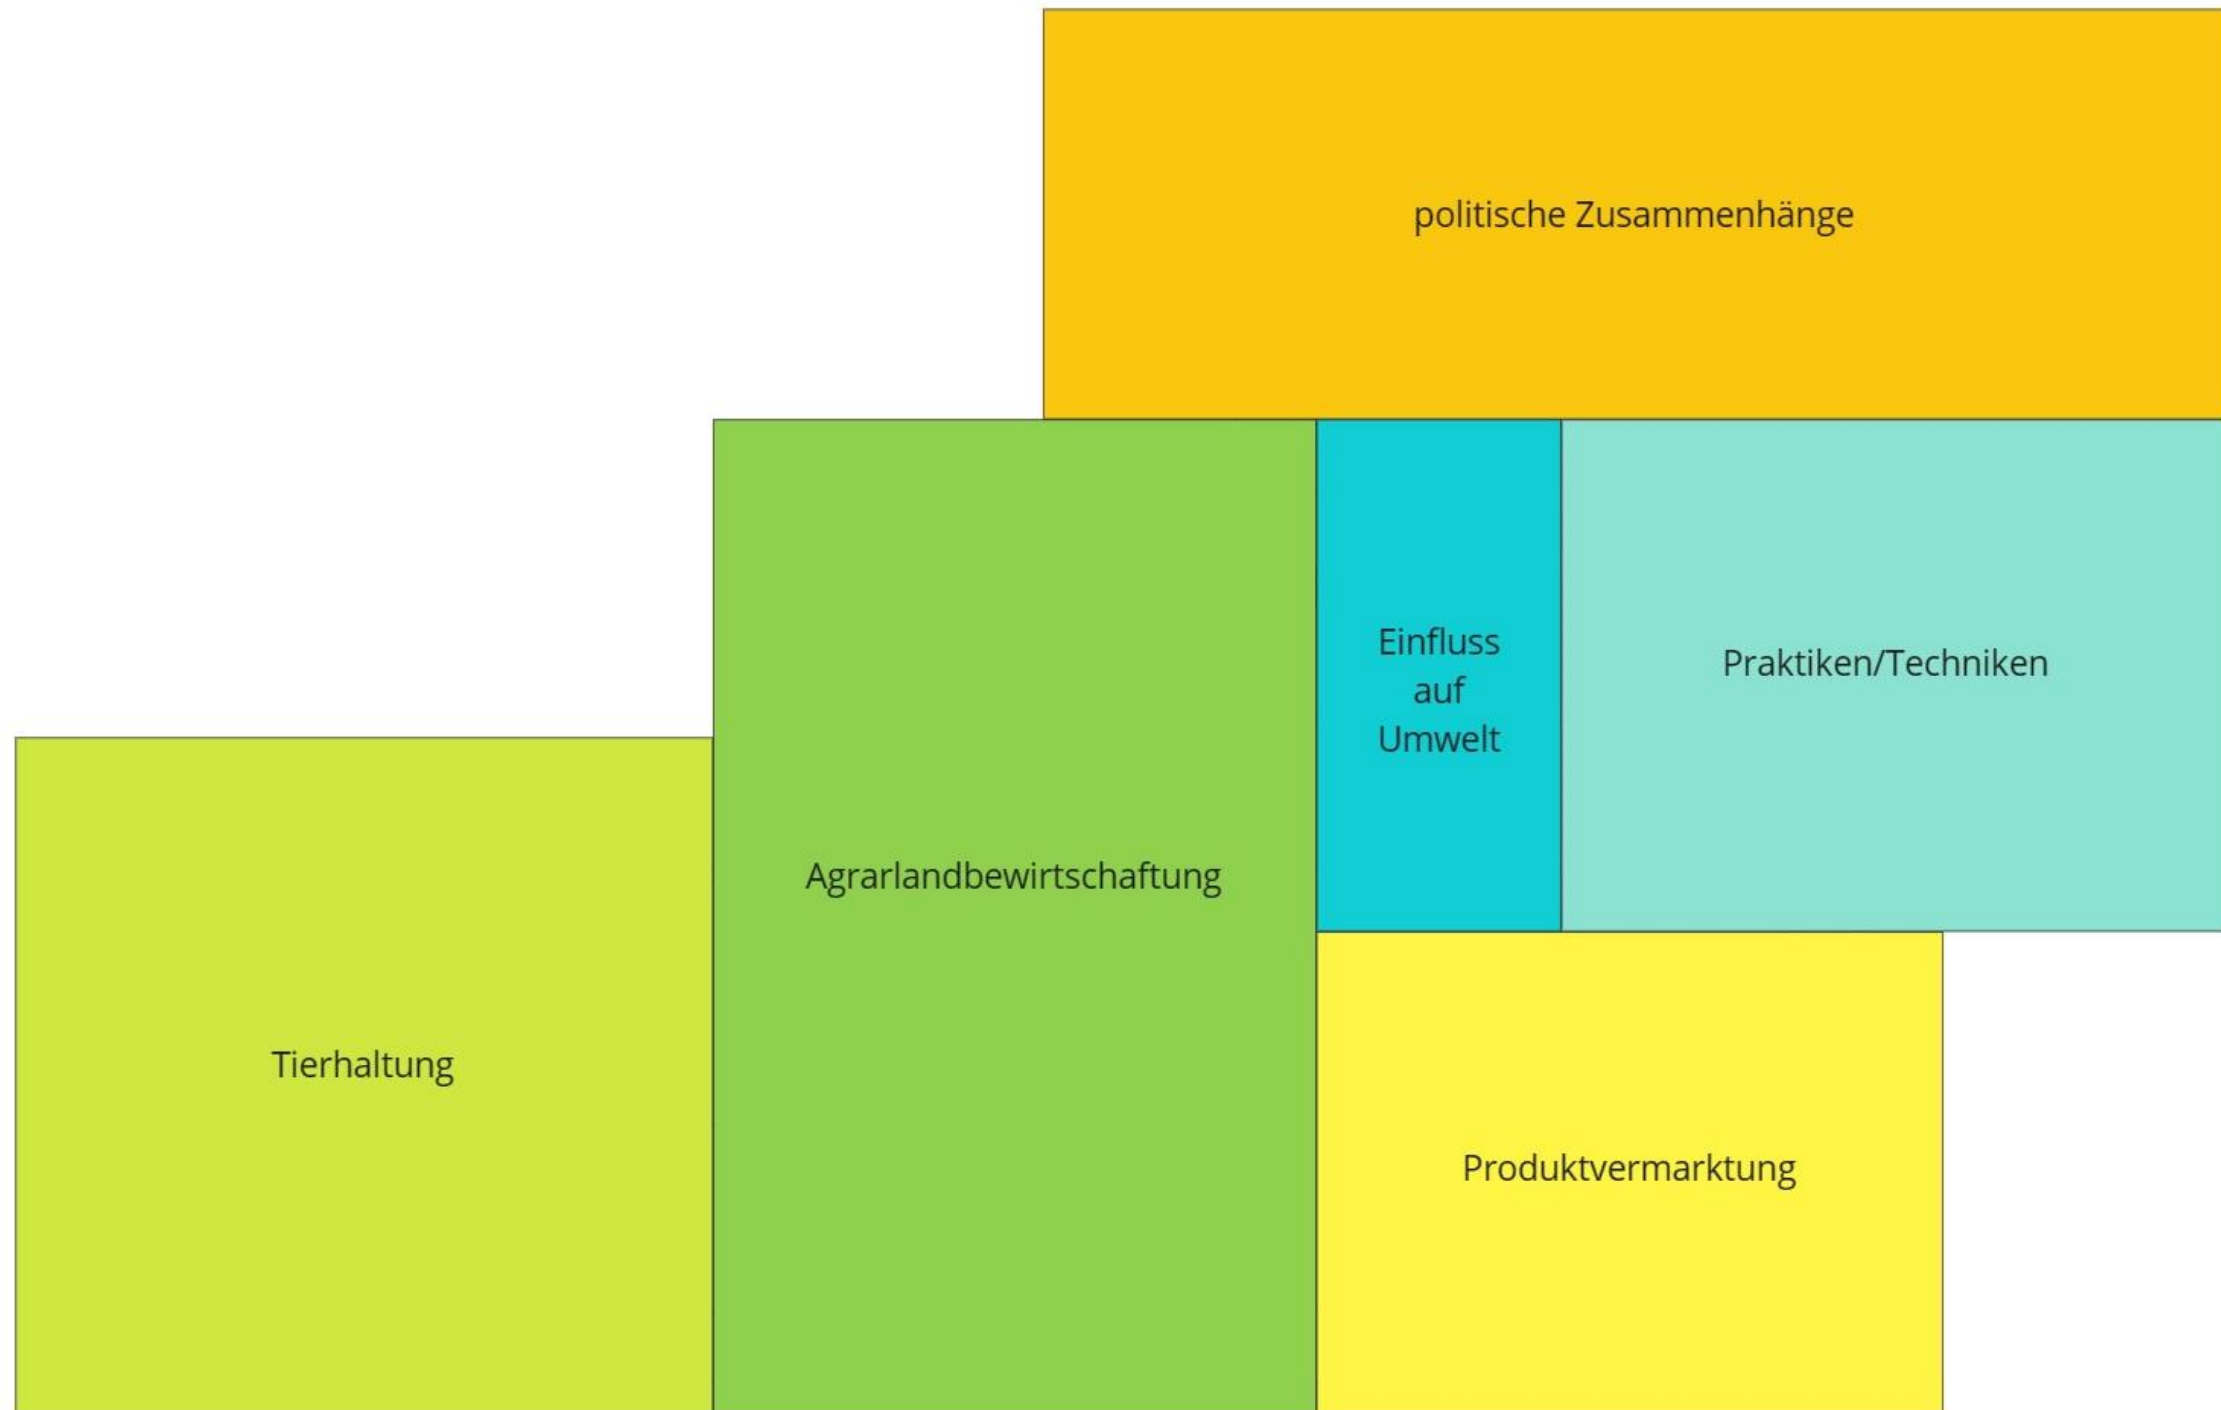 politische Zusammenhänge
Einfluss
auf
Umwelt
Praktiken/Techniken
Agrarlandbewirtschaftung
Tierhaltung
Produktvermarktung